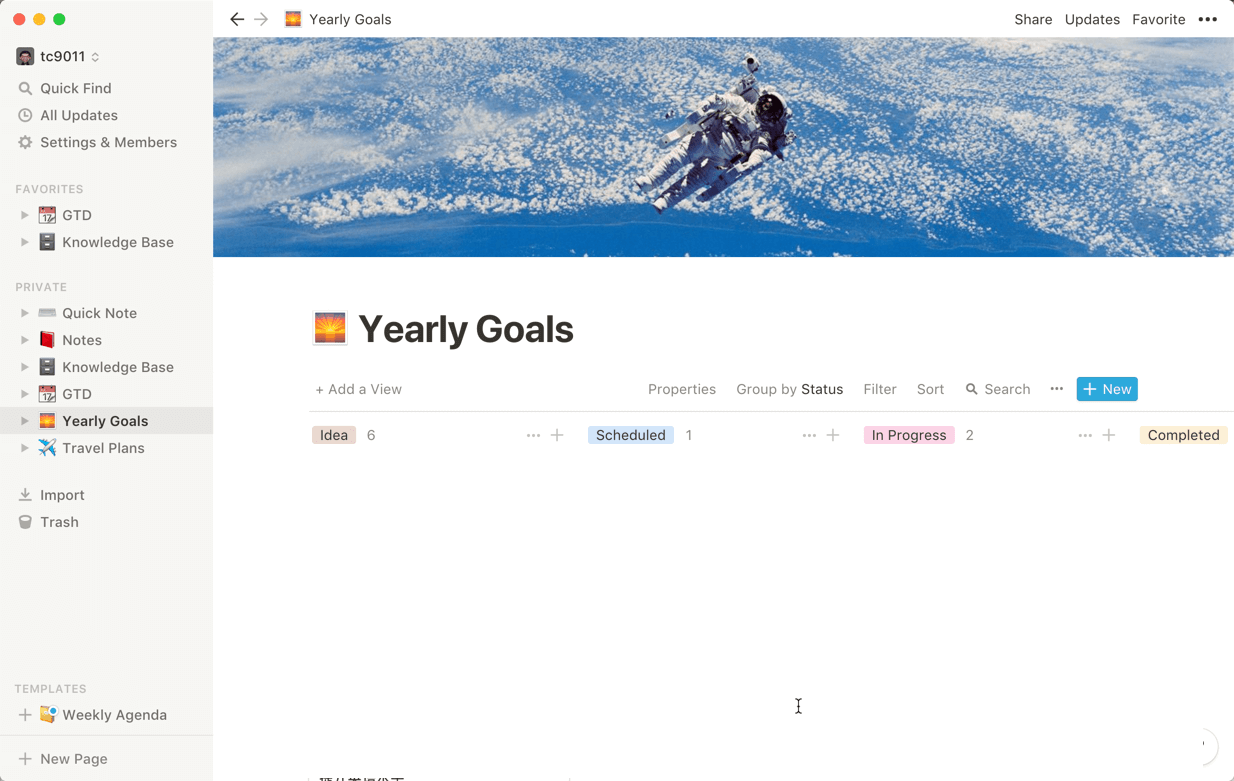 Yearly Goals
Share Updates Favorite
tc9011
Quick Find
All Updates
Settings & Members
FAVORITES
GTD
Knowledge Base
PRIVATE
Quick Note
Notes
Knowledge Base
GTD
Yearly Goals
Travel Plans
Import
Trash
TEMPLATES
Weekly Agenda
New Page
Yearly Goals
+ Add a View
Properties Group by Status Filter Sort Search ••• + New
Idea 6
Scheduled 1
In Progress 2
Completed